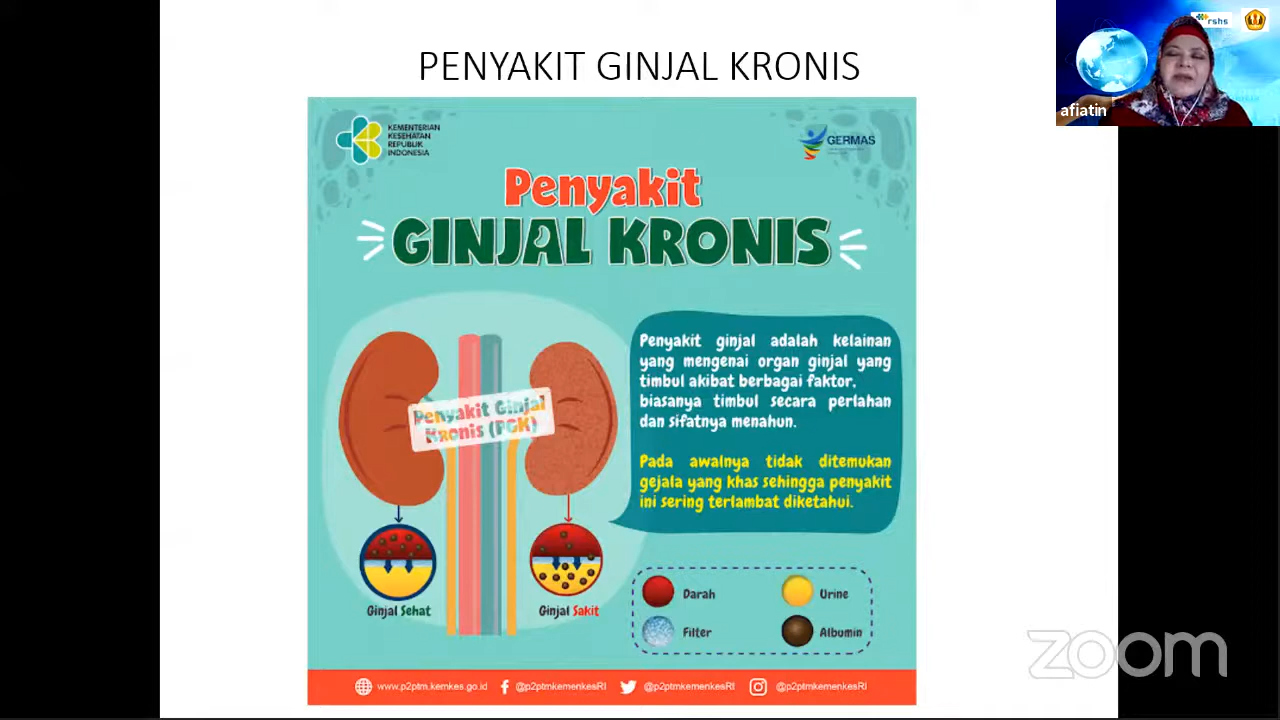 PENYAKIT GINJAL KRONIS
rshs
afiatin
KEMENTERIAN
KESEHATAN
REPUBLIK
INDONESIA
GERMAS
Penyakit
GINJAL KRONIS
Penyakit ginjal adalah kelainan
yang mengenai organ ginjal yang
timbul akibat berbagai faktor,
biasanya timbul secara perlahan
dan sifatnya menahun.
Pada awalnya tidak ditemukan
gejala yang khas sehingga penyakit
ini sering terlambat diketahui.
Penyakit Ginjal
Kronis (PGK)
Ginjal Sehat
Ginjal Sakit
Darah
Urine
Filter
Albumin
zoom
www.p2ptm.kemkes.go.id
@p2ptmkemenkesRI
@p2ptmkemenkesRI
@p2ptmkemenkesRI